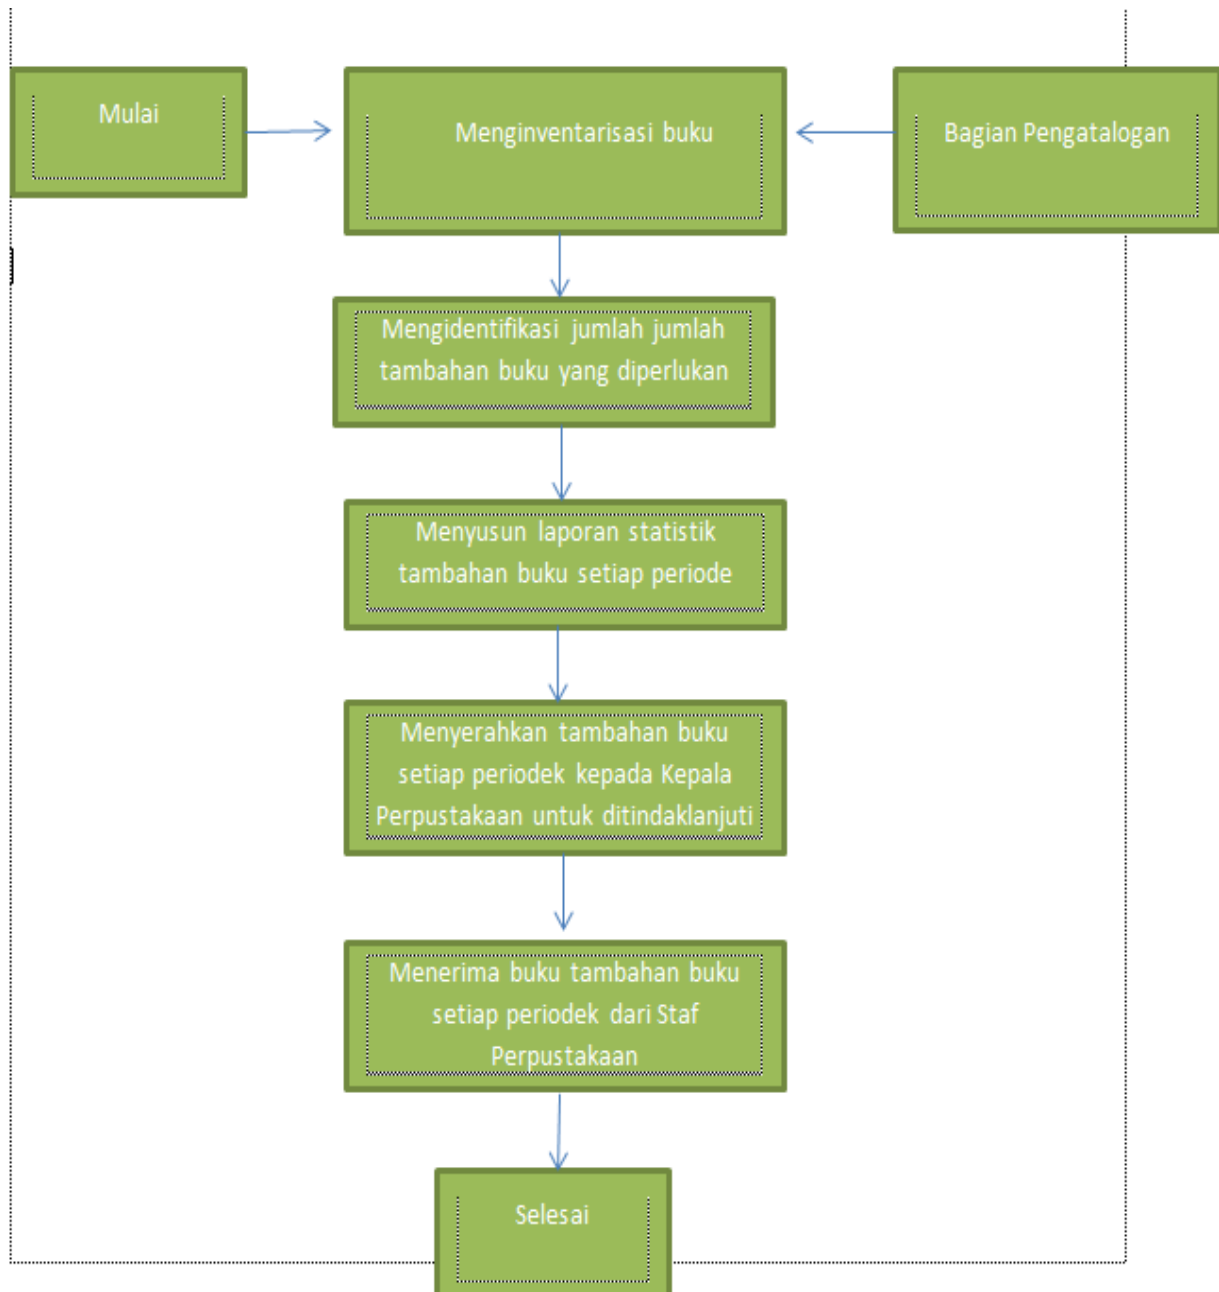 Mulai
Menginventarisasi buku
Bagian Pengatalogan
Mengidentifikasi jumlah jumlah
tambahan buku yang diperlukan
Menyusun laporan statistik
tambahan buku setiap periode
Menyerahkan tambahan buku
setiap periodek kepada Kepala
Perpustakaan untuk ditindaklanjuti
Menerima buku tambahan buku
setiap periodek dari Staf
Perpustakaan
Selesai